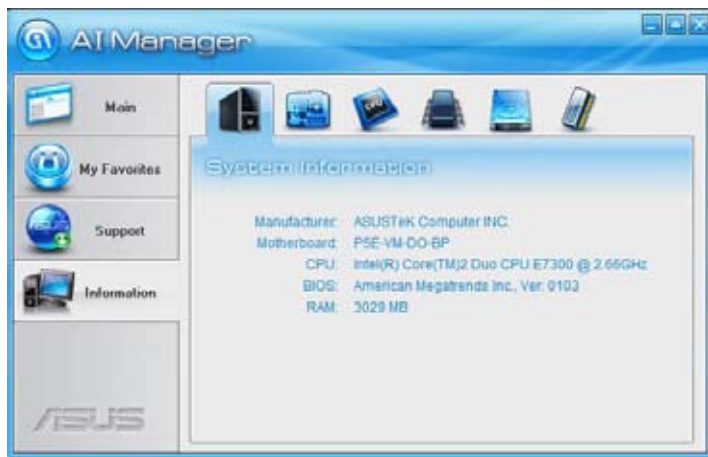 AI Manager
Main
My Favorites
Support
Information
CPU
System Information
Manufacturer: ASUSTeK Computer INC.
Motherboard: P5E-VM-DO-BP
CPU: Intel(R) Core(TM)2 Duo CPU E7300 @ 2.66GHz
BIOS: American Megatrends Inc., Ver. 0103
RAM: 3029 MB
ASUS